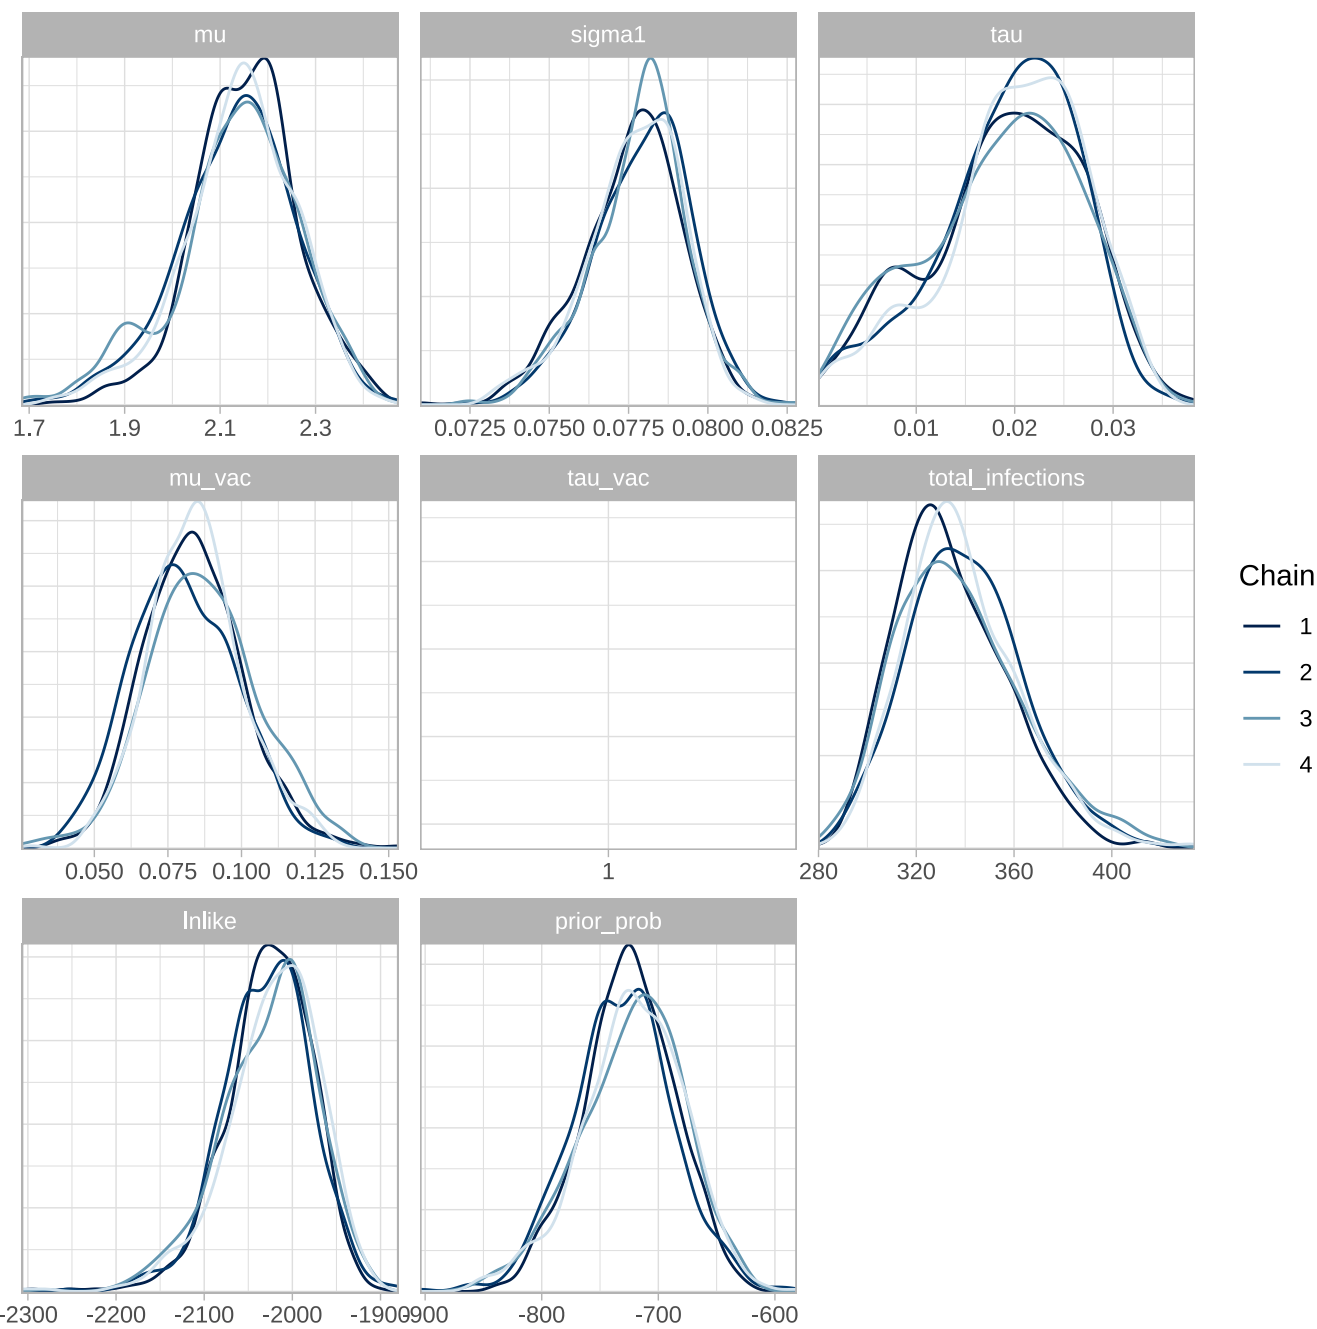 mu
sigma1
tau
1.7 1.9 2.1 2.3
0.0725 0.0750 0.0775 0.0800 0.0825
0.01 0.02 0.03
mu_vac
tau_vac
total_infections
0.050 0.075 0.100 0.125 0.150
1
280 320 360 400
Chain
1
2
3
4
lnlike
prior_prob
-2300 -2200 -2100 -2000 -1900
-900 -800 -700 -600